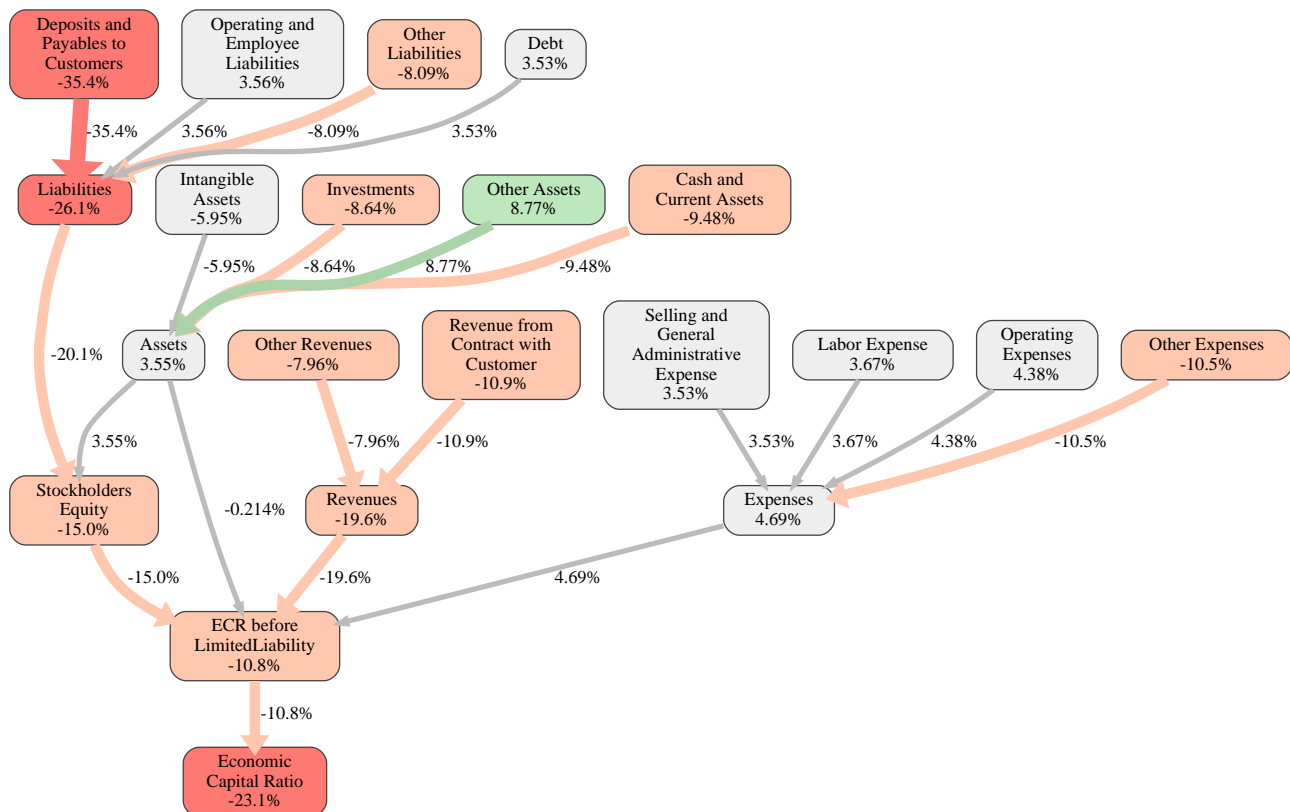 Deposits and
Payables to
Customers
-35.4%
Operating and
Employee
Liabilities
3.56%
Other
Liabilities
-8.09%
Debt
3.53%
-35.4%
3.56%
-8.09%
3.53%
Liabilities
-26.1%
Intangible
Assets
-5.95%
Investments
-8.64%
Other Assets
8.77%
Cash and
Current Assets
-9.48%
-5.95%
-8.64%
8.77%
-9.48%
-20.1%
Assets
3.55%
Other Revenues
-7.96%
Revenue from
Contract with
Customer
-10.9%
Selling and
General
Administrative
Expense
3.53%
Labor Expense
3.67%
Operating
Expenses
4.38%
Other Expenses
-10.5%
3.55%
-7.96%
-10.9%
3.53%
3.67%
4.38%
-10.5%
Stockholders
Equity
-15.0%
-0.214%
Revenues
-19.6%
Expenses
4.69%
-15.0%
-19.6%
4.69%
ECR before
LimitedLiability
-10.8%
-10.8%
Economic
Capital Ratio
-23.1%